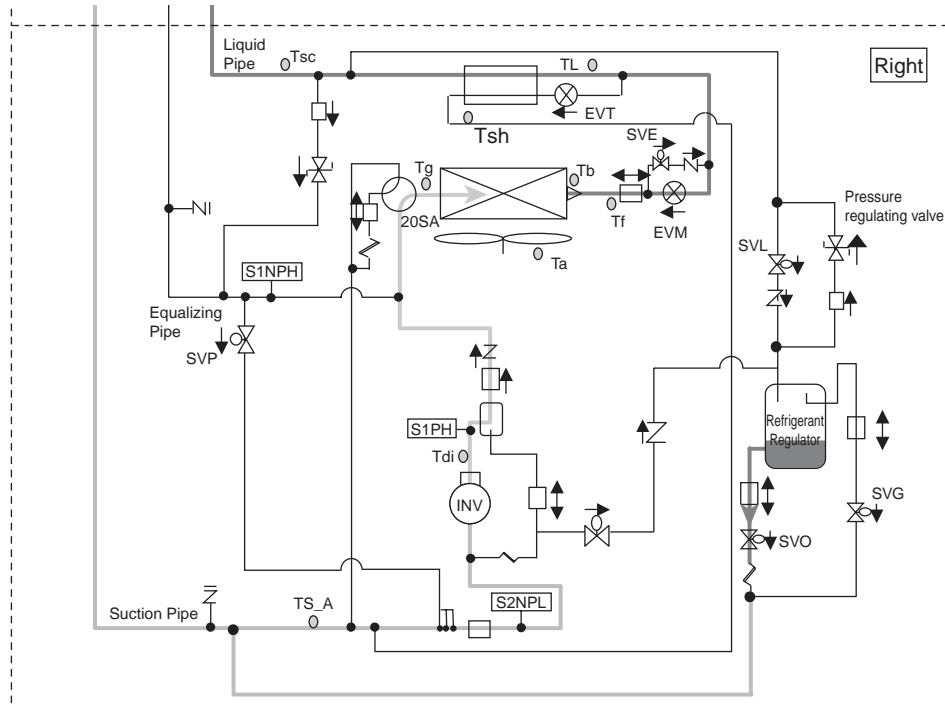 Liquid
Pipe
Tsc
TL
Right
EVT
Tsh
SVE
Tg
Tb
20SA
Tf
EVM
Pressure
regulating valve
SVL
Ta
S1NPH
Equalizing
Pipe
SVP
S1PH
Refrigerant
Regulator
Tdi
INV
SVG
SVO
TS_A
S2NPL
Suction Pipe